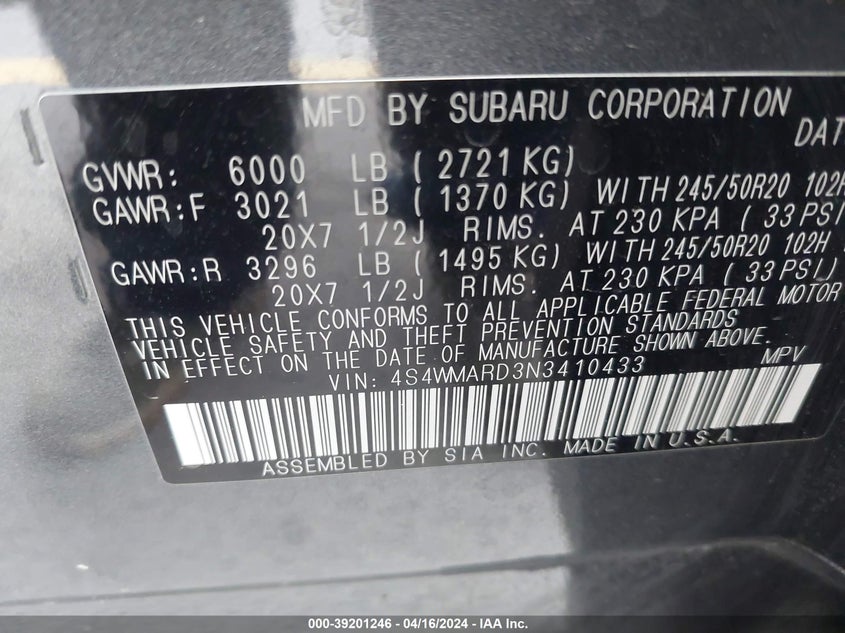 MFD BY SUBARU CORPORATION
DAT
GVWR: 6000 LB ( 2721 KG)
GAWR:F 3021 LB ( 1370 KG) WITH 245/50R20 102H
20X7 1/2J RIMS. AT 230 KPA ( 33 PSI
GAWR:R 3296 LB ( 1495 KG) WITH 245/50R20 102H
20X7 1/2J RIMS. AT 230 KPA ( 33 PSI)
THIS VEHICLE CONFORMS TO ALL APPLICABLE FEDERAL MOTOR
VEHICLE SAFETY AND THEFT PREVENTION STANDARDS
IN EFFECT ON THE DATE OF MANUFACTURE SHOWN ABOVE.
VIN: 4S4WMARD3N3410433 MPV
ASSEMBLED BY SIA INC. MADE IN U.S.A.
000-39201246 - 04/16/2024 - IAA Inc.